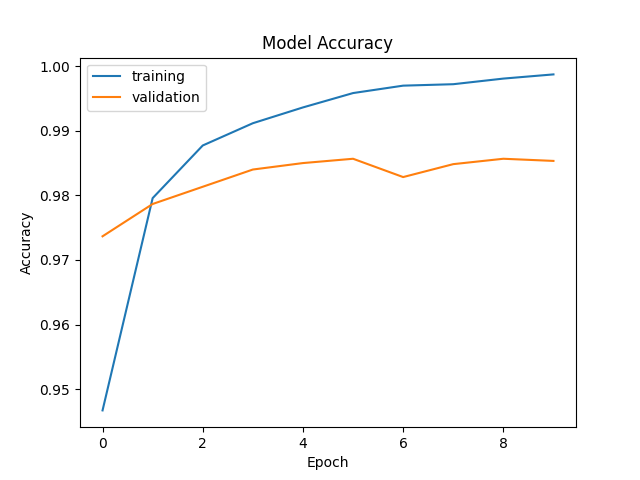 Model Accuracy
training
validation
1.00
0.99
0.98
0.97
0.96
0.95
Accuracy
0 2 4 6 8
Epoch